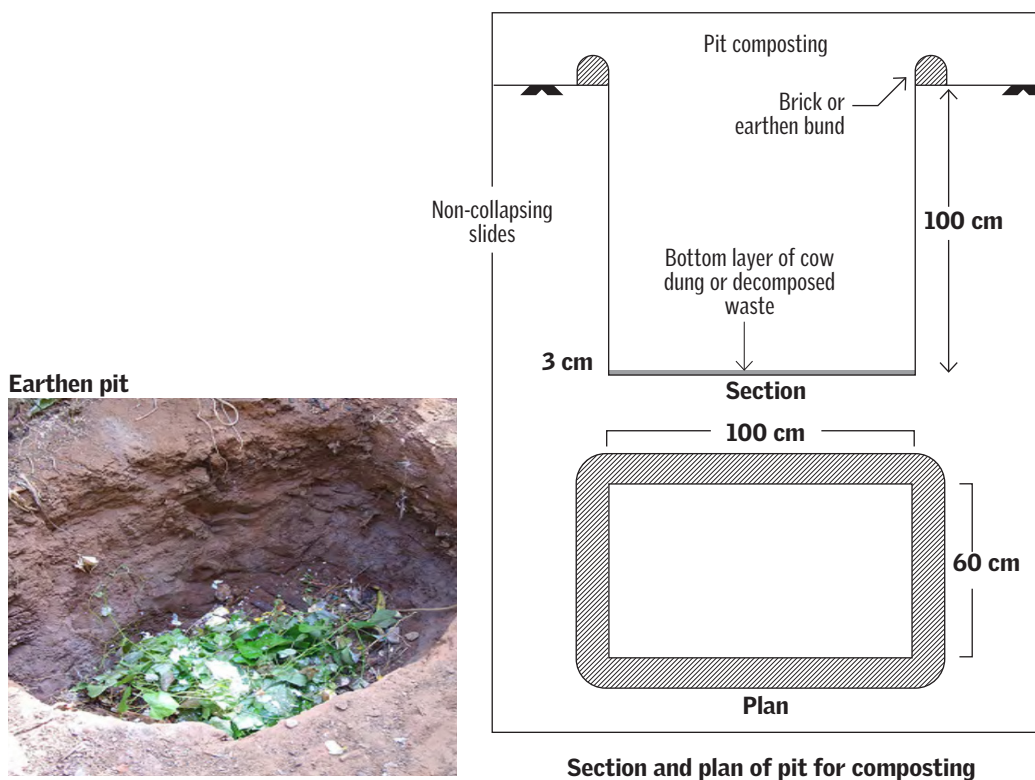 Pit composting
Brick or
earthen bund
Non-collapsing
slides
100 cm
Bottom layer of cow
dung or decomposed
waste
3 cm
Section
Earthen pit
100 cm
60 cm
Plan
Section and plan of pit for composting